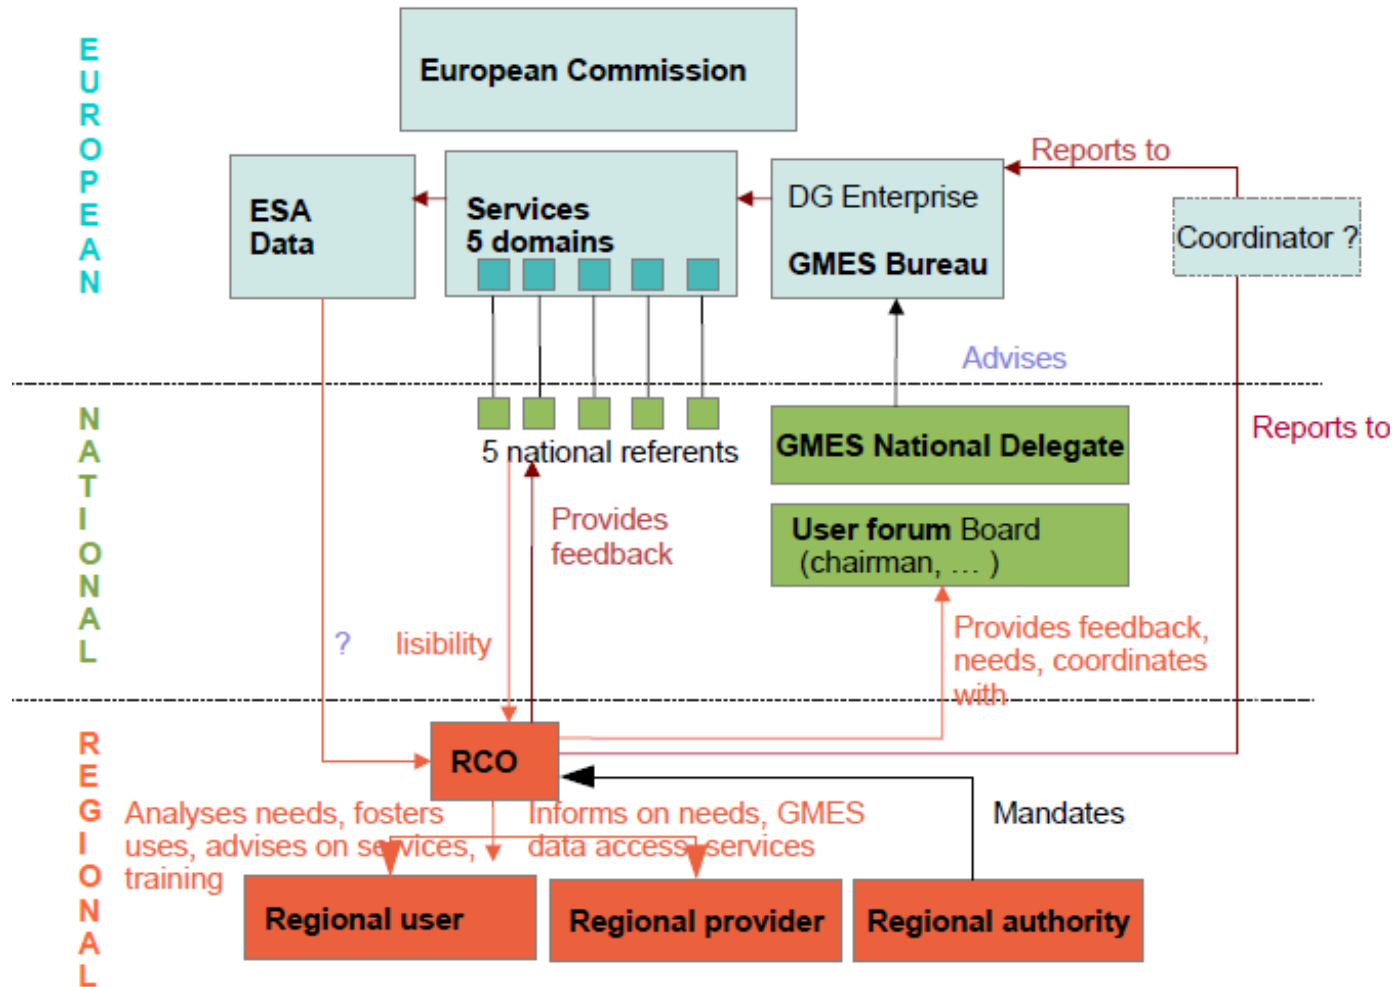 EUROPEAN
European Commission
Reports to
ESA
Data
Services
5 domains
DG Enterprise
GMES Bureau
Coordinator ?
Advises
NATIONAL
5 national referents
GMES National Delegate
Reports to
User forum Board
(chairman, … )
Provides
feedback
? lisibility
Provides feedback,
needs, coordinates
with
REGIONAL
RCO
Analyses needs, fosters
uses, advises on services,
training
Informs on needs, GMES
data access, services
Mandates
Regional user
Regional provider
Regional authority